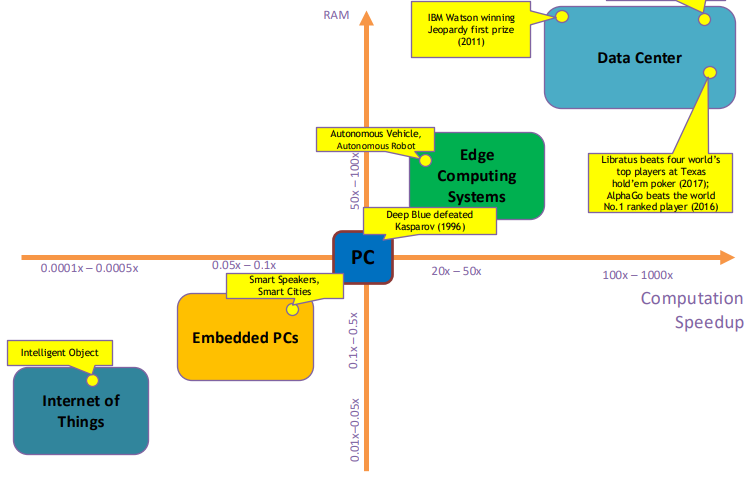 RAM
IBM Watson winning
Jeopardy first prize
(2011)
Data Center
Autonomous Vehicle,
Autonomous Robot
Edge
Computing
Systems
50x – 100x
Libratus beats four world’s
top players at Texas
hold’em poker (2017);
AlphaGo beats the world
No.1 ranked player (2016)
Deep Blue defeated
Kasparov (1996)
PC
0.0001x – 0.0005x
0.05x – 0.1x
20x – 50x
100x – 1000x
Computation
Speedup
Smart Speakers,
Smart Cities
Embedded PCs
0.1x – 0.5x
Intelligent Object
Internet of
Things
0.01x–0.05x